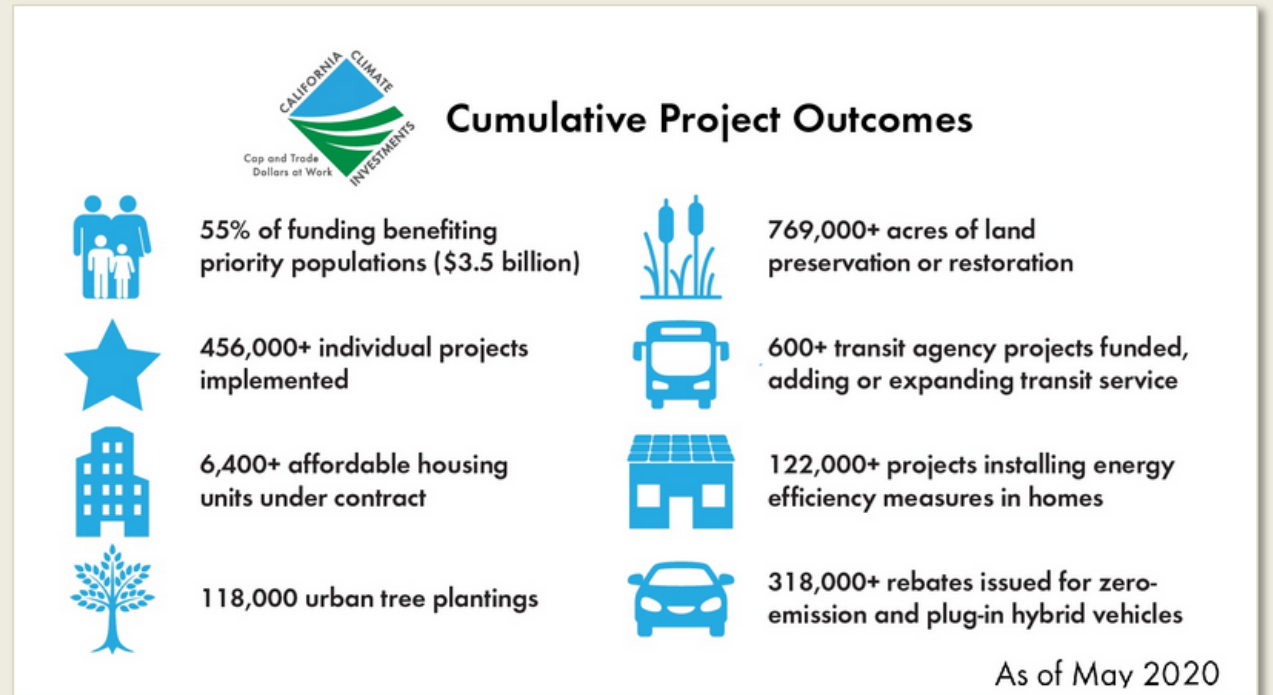 CALIFORNIA CLIMATE INVESTMENTS
Cap and Trade
Dollars at Work
Cumulative Project Outcomes
55% of funding benefiting
priority populations ($3.5 billion)
456,000+ individual projects
implemented
6,400+ affordable housing
units under contract
118,000 urban tree plantings
769,000+ acres of land
preservation or restoration
600+ transit agency projects funded,
adding or expanding transit service
122,000+ projects installing energy
efficiency measures in homes
318,000+ rebates issued for zero-
emission and plug-in hybrid vehicles
As of May 2020